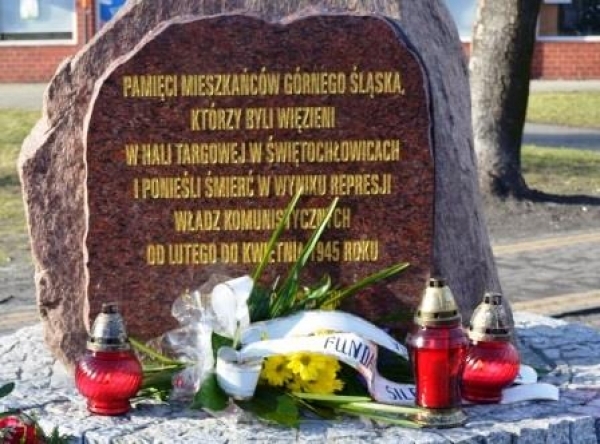 PAMIĘCI MIESZKAŃCÓW GÓRNEGO ŚLĄSKA,
KTÓRZY BYLI WIĘZIENI
W HALI TARGOWEJ W ŚWIĘTOCHŁOWICACH
I PONIEŚLI ŚMIERĆ W WYNIKU REPRESJI
WŁADZ KOMUNISTYCZNYCH
OD LUTEGO DO KWIETNIA 1945 ROKU